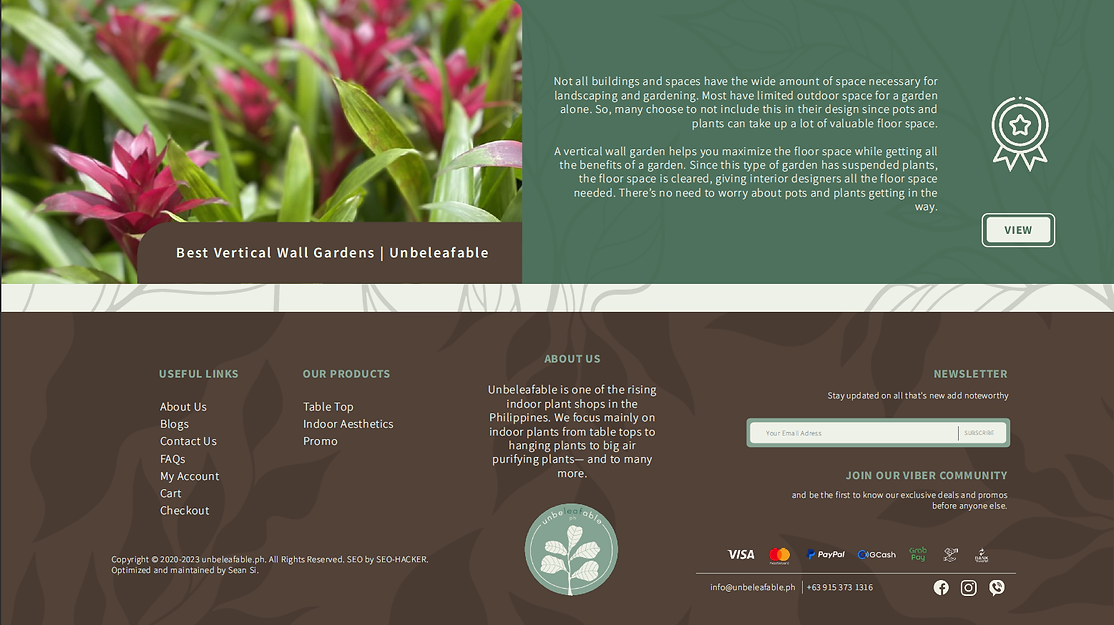 Not all buildings and spaces have the wide amount of space necessary for
landscaping and gardening. Most have limited outdoor space for a garden
alone. So, many choose to not include this in their design since pots and
plants can take up a lot of valuable floor space.
A vertical wall garden helps you maximize the floor space while getting all
the benefits of a garden. Since this type of garden has suspended plants,
the floor space is cleared, giving interior designers all the floor space
needed. There's no need to worry about pots and plants getting in the
way.
VIEW
Best Vertical Wall Gardens | Unbeleafable
USEFUL LINKS
About Us
Blogs
Contact Us
FAQs
My Account
Cart
Checkout
OUR PRODUCTS
Table Top
Indoor Aesthetics
Promo
ABOUT US
Unbeleafable is one of the rising
indoor plant shops in the
Philippines. We focus mainly on
indoor plants from table tops to
hanging plants to big air
purifying plants— and to many
more.
unbeleafable
NEWSLETTER
Stay updated on all that's new add noteworthy
Your Email Adress
SUBSCRIBE
JOIN OUR VIBER COMMUNITY
and be the first to know our exclusive deals and promos
before anyone else.
Copyright © 2020-2023 unbeleafable.ph. All Rights Reserved. SEO by SEO-HACKER.
Optimized and maintained by Sean Si.
VISA
PayPal
GCash
Grab
Pay
BANK
info@unbeleafable.ph | +63 915 373 1316